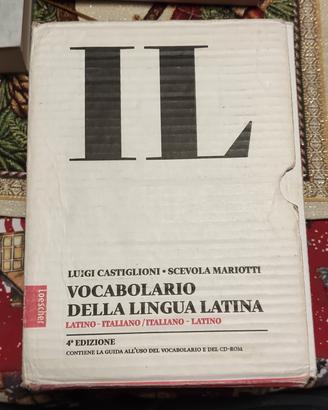 IL
LUIGI CASTIGLIONI • SCEVOLA MARIOTTI
VOCABOLARIO
DELLA LINGUA LATINA
LATINO - ITALIANO / ITALIANO - LATINO
4ª EDIZIONE
CONTIENE LA GUIDA ALL'USO DEL VOCABOLARIO E DEL CD-ROM
Loescher